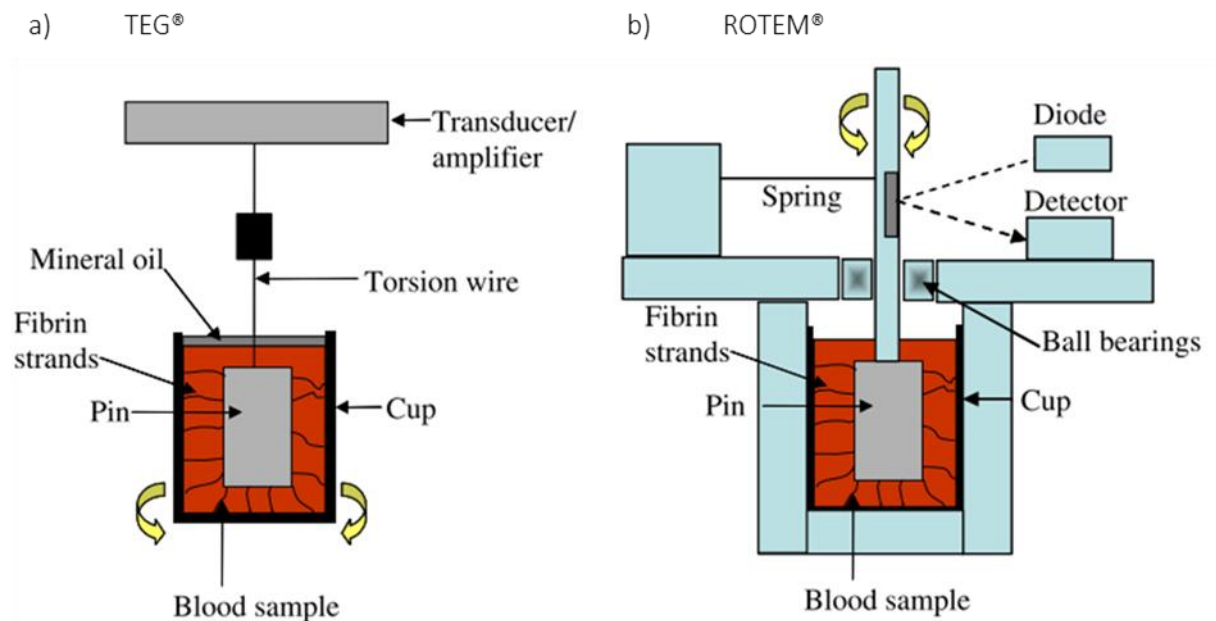 a) TEG®
Transducer/
amplifier
Mineral oil
Torsion wire
Fibrin
strands
Pin
Cup
Blood sample
b) ROTEM®
Diode
Spring
Detector
Fibrin
strands
Ball bearings
Pin
Cup
Blood sample